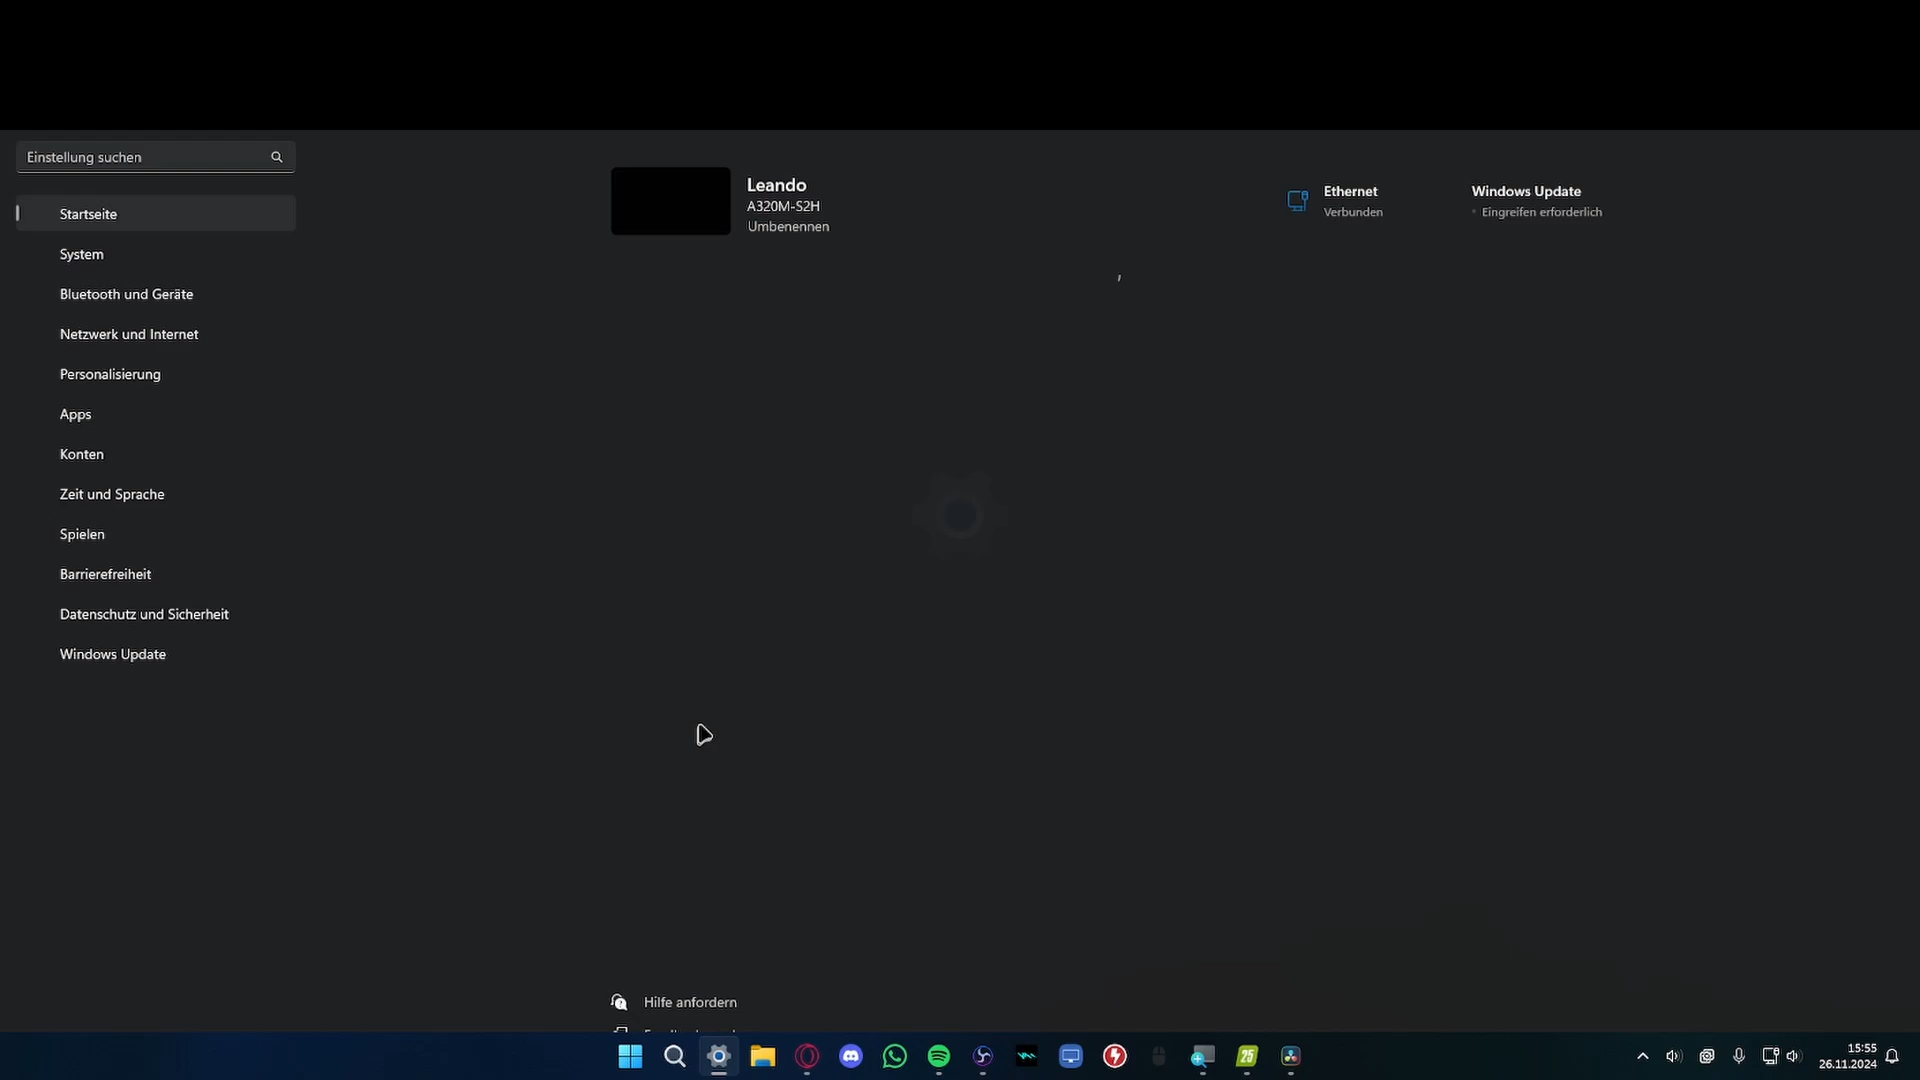 Einstellung suchen
Startseite
System
Bluetooth und Geräte
Netzwerk und Internet
Personalisierung
Apps
Konten
Zeit und Sprache
Spielen
Barrierefreiheit
Datenschutz und Sicherheit
Windows Update
Leando
A320M-S2H
Umbenennen
Ethernet
Verbunden
Windows Update
Eingreifen erforderlich
Hilfe anfordern
25
15:55
26.11.2024